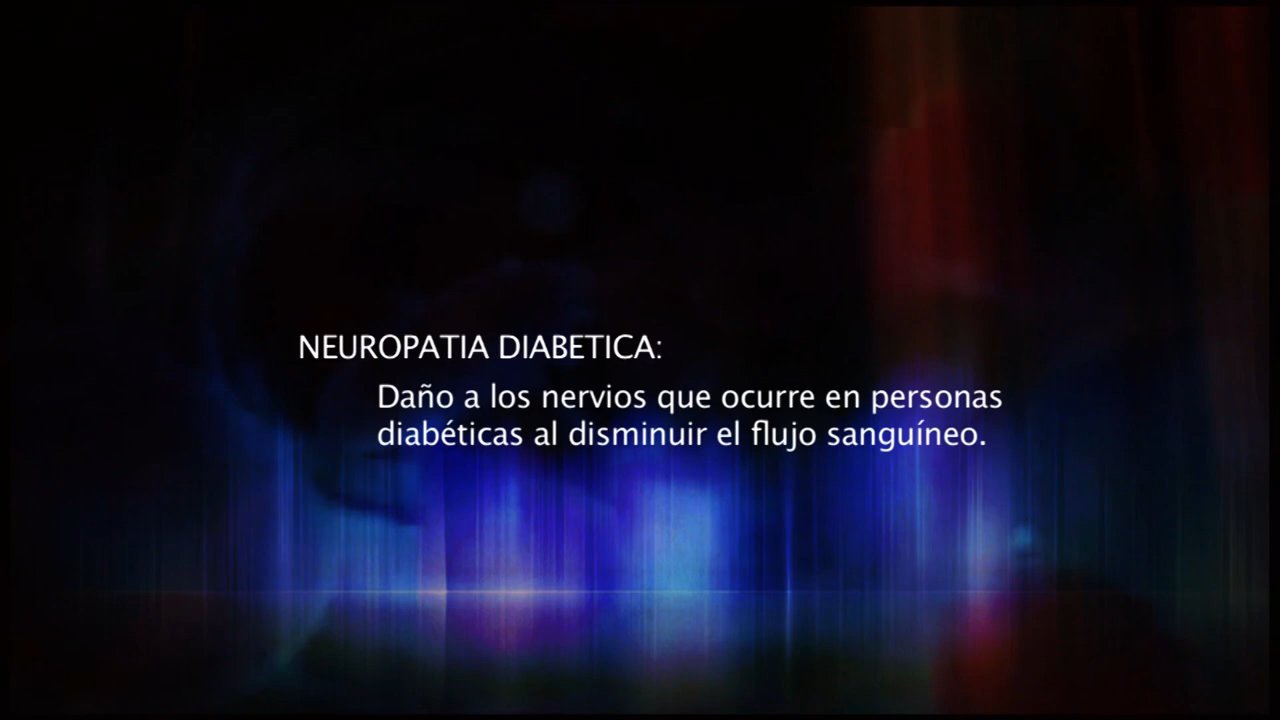 NEUROPATIA DIABETICA:
Daño a los nervios que ocurre en personas
diabéticas al disminuir el flujo sanguíneo.